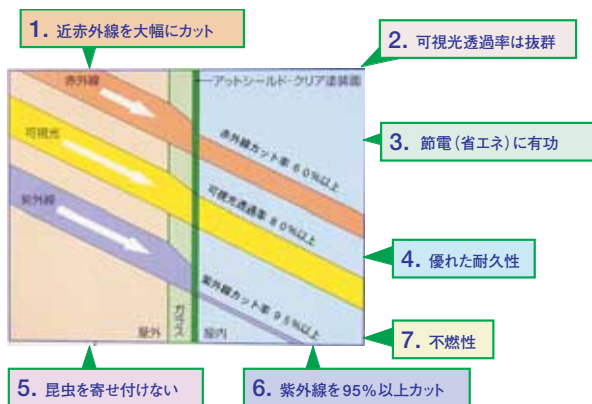 1. 近赤外線を大幅にカット
2. 可視光透過率は抜群
赤外線
アットシールド・クリア塗装面
可視光
赤外線カット率60%以上
3. 節電(省エネ)に有効
紫外線
可視光透過率80%以上
4. 優れた耐久性
紫外線カット率95%以上
ガラス
屋外
屋内
7. 不燃性
5. 昆虫を寄せ付けない
6. 紫外線を95%以上カット